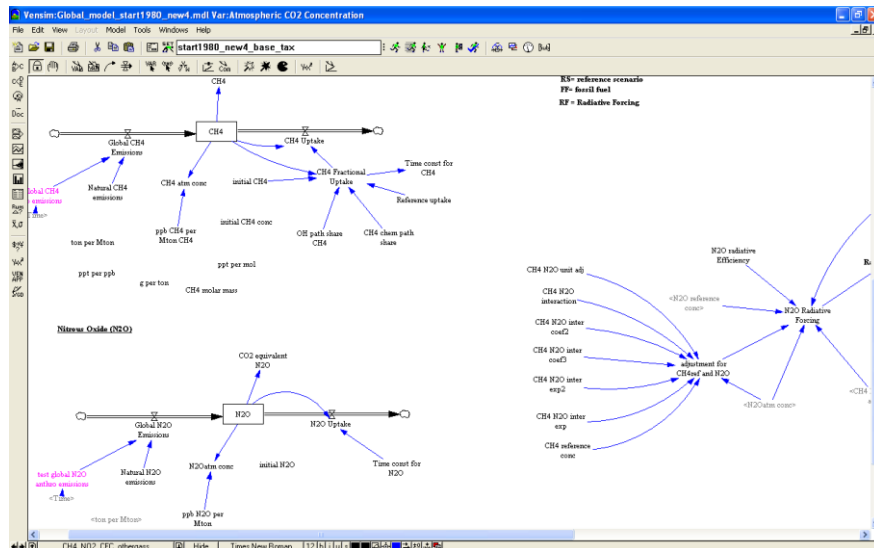 Vensim:Global_model_start1980_new4.mdl Var:Atmospheric CO2 Concentration
File Edit View Layout Model Tools Windows Help
start1980_new4_base_tax
RS= reference scenario
FF= fossil fuel
RF = Radiative Forcing
CH4
CH4
Global CH4
Emissions
CH4 Uptake
Natural CH4
emissions
CH4 atm conc
initial CH4
CH4 Fractional
Uptake
Time const for
CH4
Reference uptake
ppb CH4 per
Mton CH4
initial CH4 conc
OH path share
CH4
CH4 chem path
share
ton per Mton
ppt per ppb
ppt per mol
g per ton
CH4 molar mass
Nitrous Oxide (N2O)
CO2 equivalent
N2O
N2O
Global N2O
Emissions
N2O Uptake
test global N2O
emissions
<Time>
Natural N2O
emissions
N2Oatm conc
initial N2O
Time const for
N2O
ppb N2O per
Mton
<ton per Mton>
N2O radiative
Efficiency
CH4 N2O unit adj
CH4 N2O
interaction
<N2O reference
conc>
N2O Radiative
Forcing
CH4 N2O inter
coef2
CH4 N2O inter
coef3
adjustment for
CH4ref and N2O
CH4 N2O inter
exp2
<N2Oatm conc>
CH4 N2O inter
exp
CH4 reference
conc
CH4_NO2_CFC_othergass Hide Times New Roman 12 b i u s